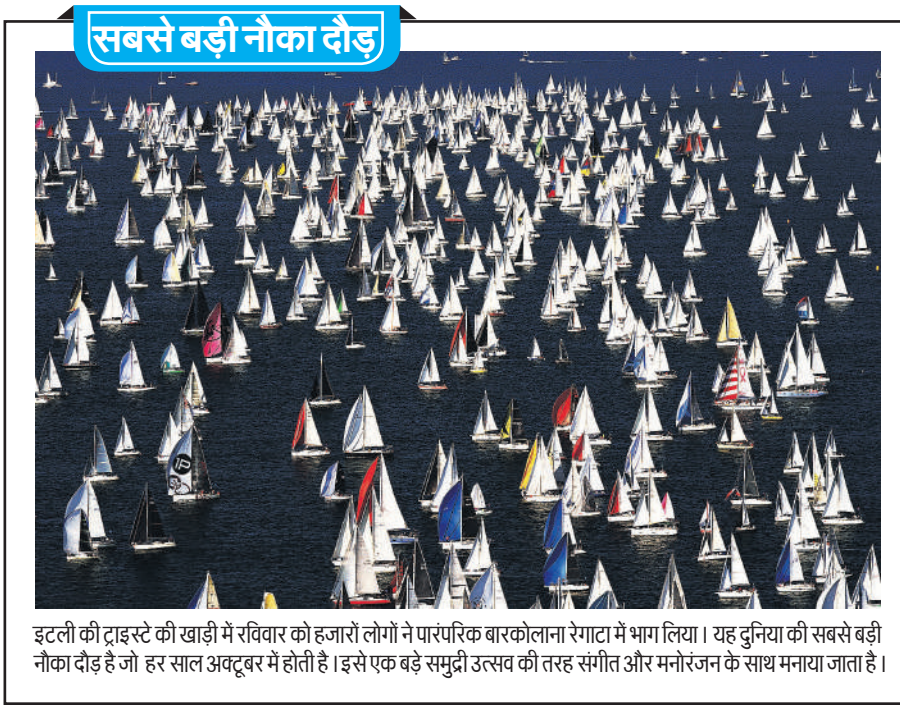 सबसे बड़ी नौका दौड़
इटली की ट्राइस्टे की खाड़ी में रविवार को हजारों लोगों ने पारंपरिक बारकोलाना रेगाटा में भाग लिया। यह दुनिया की सबसे बड़ी
नौका दौड़ है जो हर साल अक्टूबर में होती है। इसे एक बड़े समुद्री उत्सव की तरह संगीत और मनोरंजन के साथ मनाया जाता है।